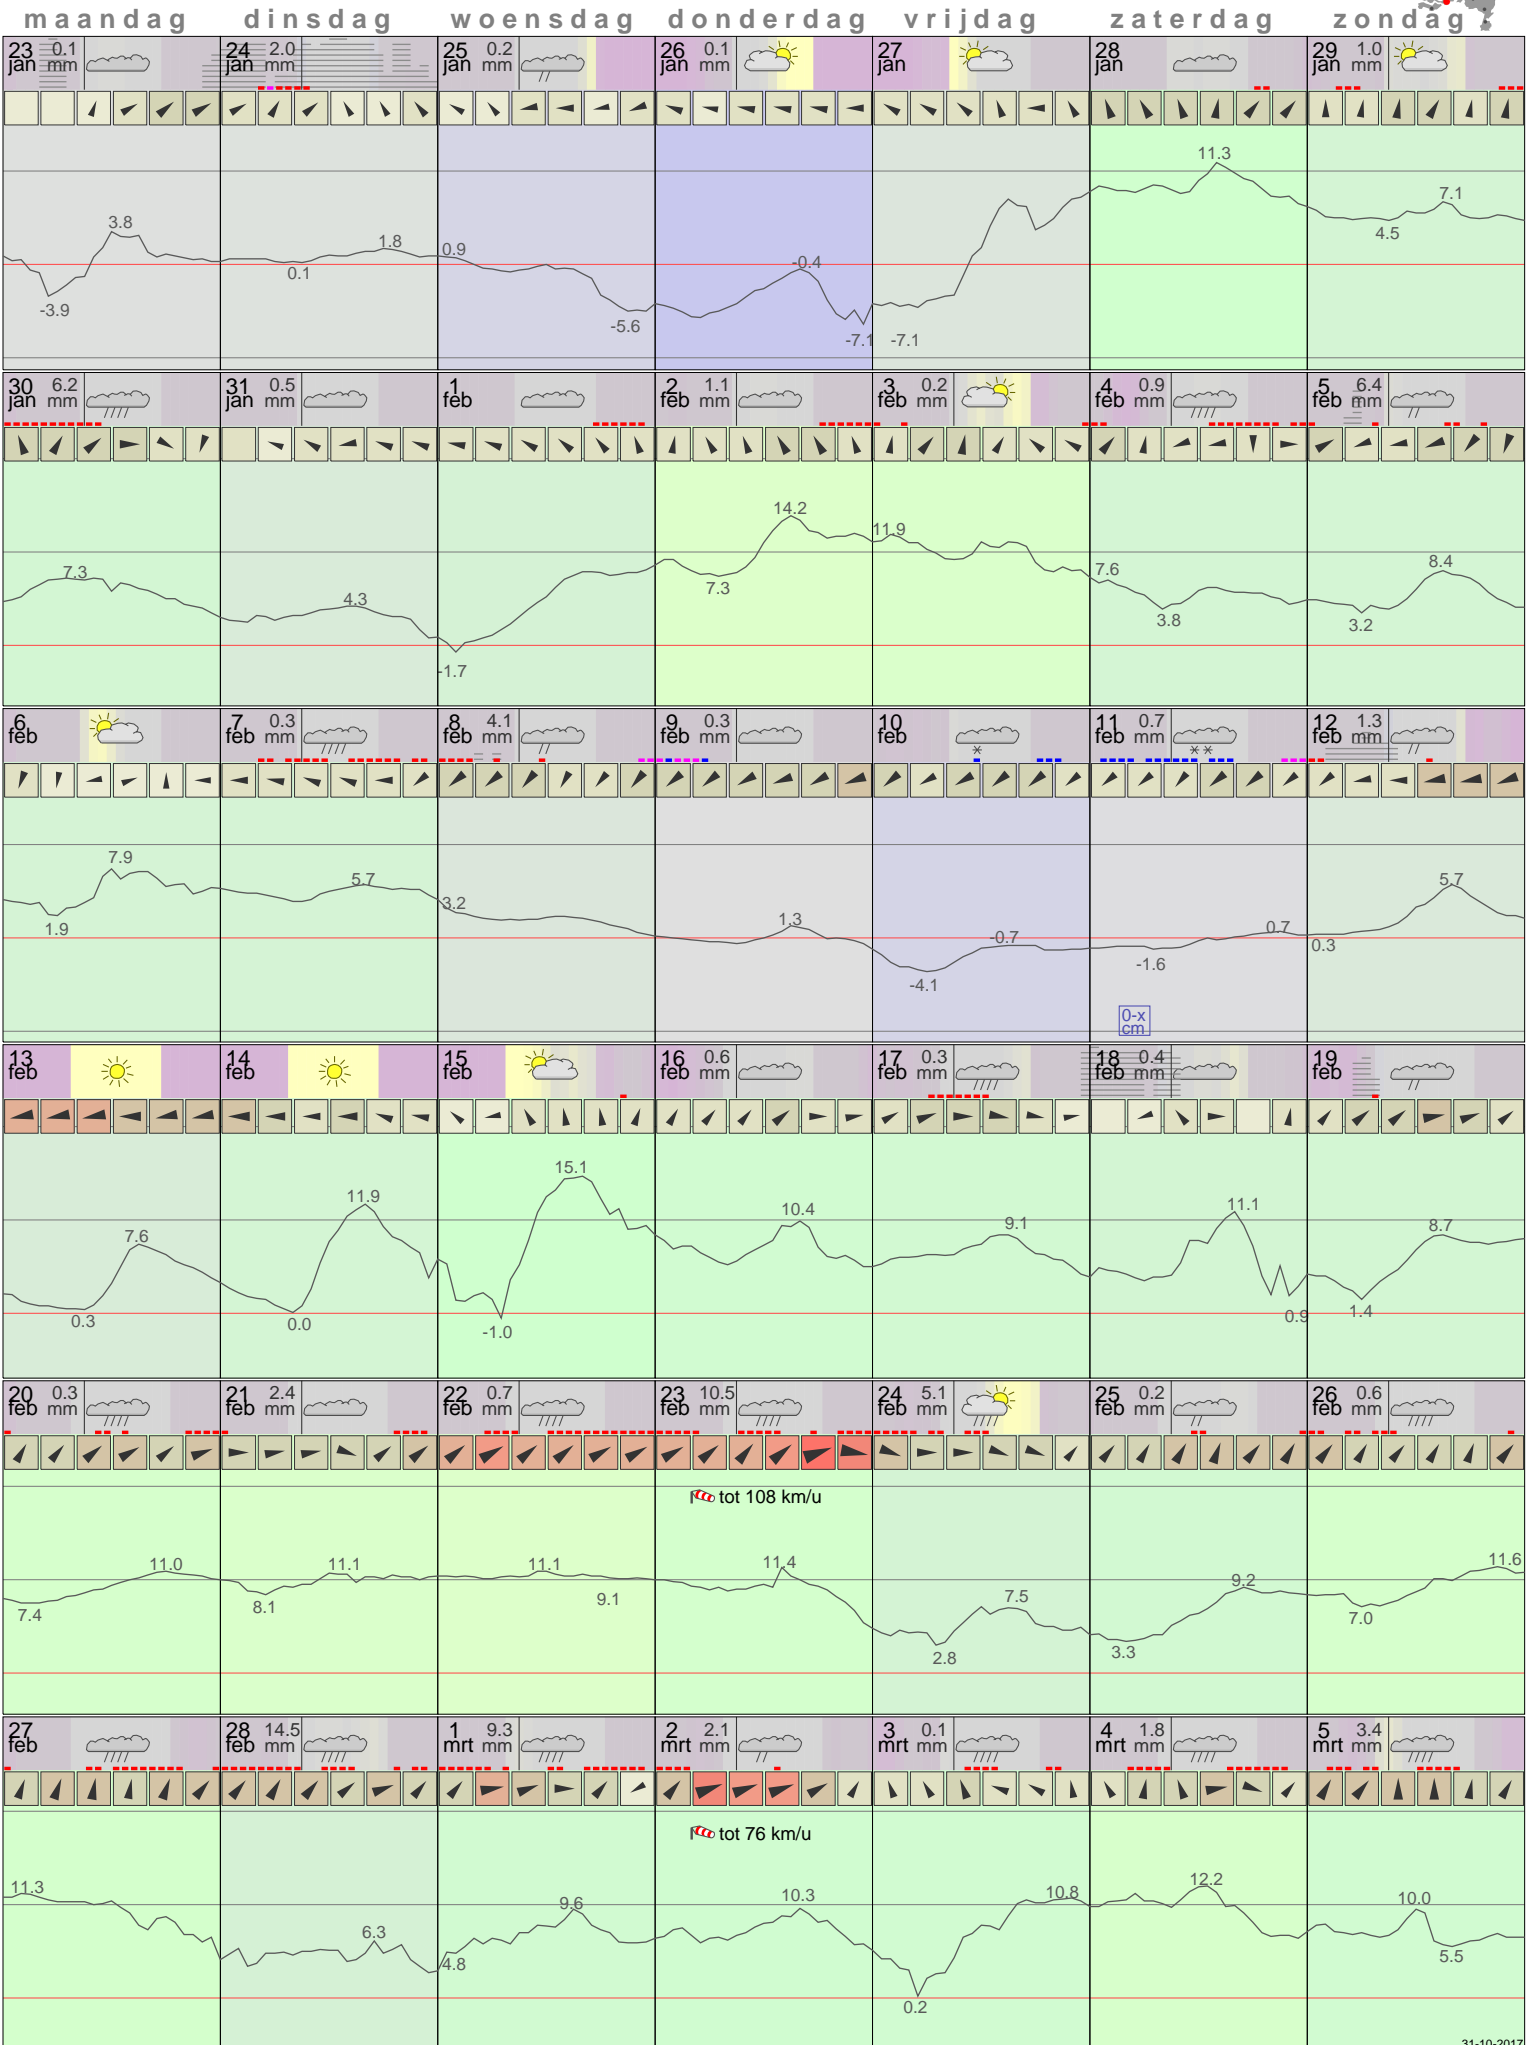 maandag dinsdag woensdag donderdag vrijdag zaterdag zondag
23 jan 0.1 mm
24 jan 2.0 mm
25 jan 0.2 mm
26 jan 0.1 mm
27 jan
28 jan
29 jan 1.0 mm
3.8 -3.9 0.1 1.8 0.9 -5.6 -0.4 -7.1 -7.1 11.3 4.5 7.1
30 jan 6.2 mm
31 jan 0.5 mm
1 feb
2 feb 1.1 mm
3 feb 0.2 mm
4 feb 0.9 mm
5 feb 6.4 mm
7.3 4.3 -1.7 7.3 14.2 11.9 7.6 3.8 3.2 8.4
6 feb
7 feb 0.3 mm
8 feb 4.1 mm
9 feb 0.3 mm
10 feb
11 feb 0.7 mm
12 feb 1.3 mm
1.9 7.9 5.7 3.2 1.3 -4.1 -0.7 -1.6 0.7 0.3 5.7
0-x
cm
13 feb
14 feb
15 feb
16 feb 0.6 mm
17 feb 0.3 mm
18 feb 0.4 mm
19 feb
0.3 7.6 0.0 11.9 -1.0 15.1 10.4 9.1 11.1 0.9 1.4 8.7
20 feb 0.3 mm
21 feb 2.4 mm
22 feb 0.7 mm
23 feb 10.5 mm
24 feb 5.1 mm
25 feb 0.2 mm
26 feb 0.6 mm
tot 108 km/u
7.4 11.0 8.1 11.1 11.1 9.1 11.4 2.8 7.5 3.3 9.2 7.0 11.6
27 feb
28 feb 14.5 mm
1 mrt 9.3 mm
2 mrt 2.1 mm
3 mrt 0.1 mm
4 mrt 1.8 mm
5 mrt 3.4 mm
tot 76 km/u
11.3 6.3 4.8 9.6 10.3 0.2 10.8 12.2 10.0 5.5
31-10-2017